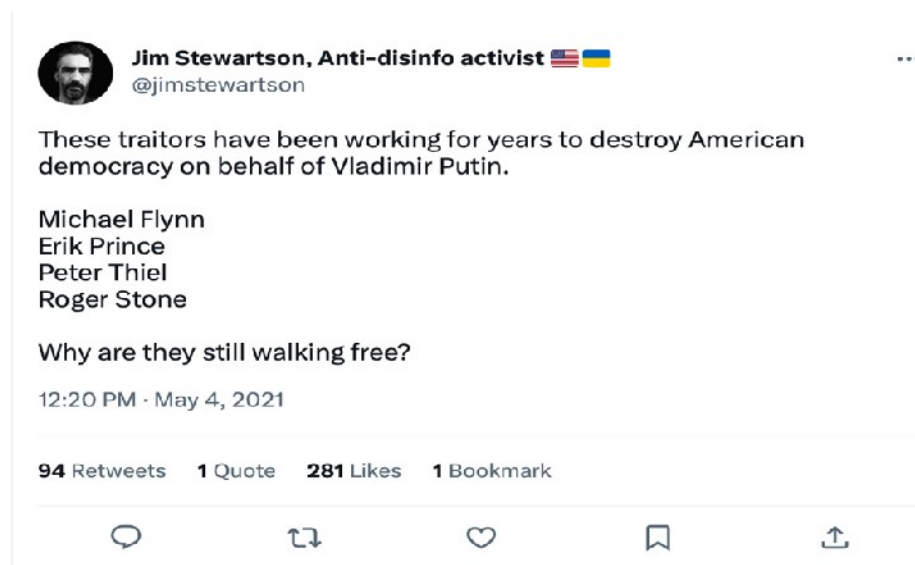 Jim Stewartson, Anti-disinfo activist 🇺🇸🇺🇦
@jimstewartson
These traitors have been working for years to destroy American
democracy on behalf of Vladimir Putin.
Michael Flynn
Erik Prince
Peter Thiel
Roger Stone
Why are they still walking free?
12:20 PM · May 4, 2021
94 Retweets 1 Quote 281 Likes 1 Bookmark